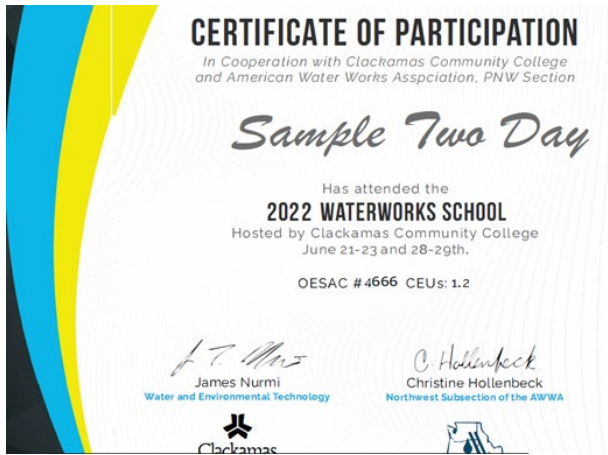 CERTIFICATE OF PARTICIPATION
In Cooperation with Clackamas Community College
and American Water Works Asspciation, PNW Section
Sample Two Day
Has attended the
2022 WATERWORKS SCHOOL
Hosted by Clackamas Community College
June 21-23 and 28-29th.
OESAC #4666 CEUs: 1.2
C. Hollenbeck
James Nurmi
Christine Hollenbeck
Water and Environmental Technology
Northwest Subsection of the AWWA
Clackamas